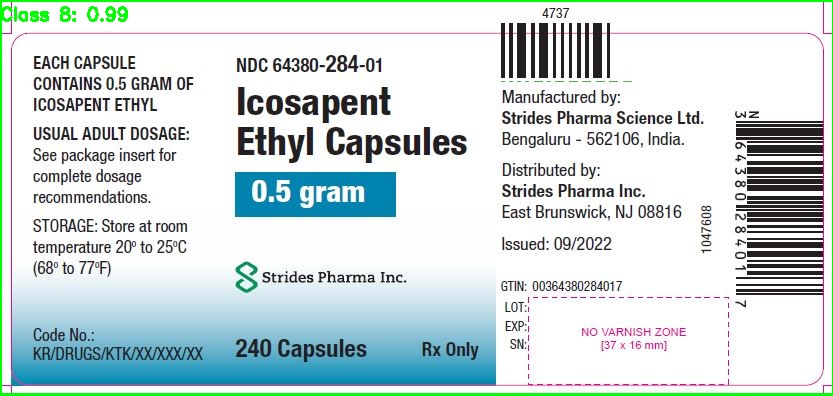 Class 8: 0.99
EACH CAPSULE
CONTAINS 0.5 GRAM OF
ICOSAPENT ETHYL
USUAL ADULT DOSAGE:
See package insert for
complete dosage
recommendations.
STORAGE: Store at room
temperature 20º to 25ºC
(68º to 77ºF)
Code No.:
KR/DRUGS/KTK/XX/XXX/XX
NDC 64380-284-01
Icosapent
Ethyl Capsules
0.5 gram
Strides Pharma Inc.
240 Capsules
Rx Only
4737
Manufactured by:
Strides Pharma Science Ltd.
Bengaluru - 562106, India.
Distributed by:
Strides Pharma Inc.
East Brunswick, NJ 08816
Issued: 09/2022
1047608
GTIN: 00364380284017
LOT:
EXP:
SN:
NO VARNISH ZONE
[37 x 16 mm]
N
3 64380 28401 7